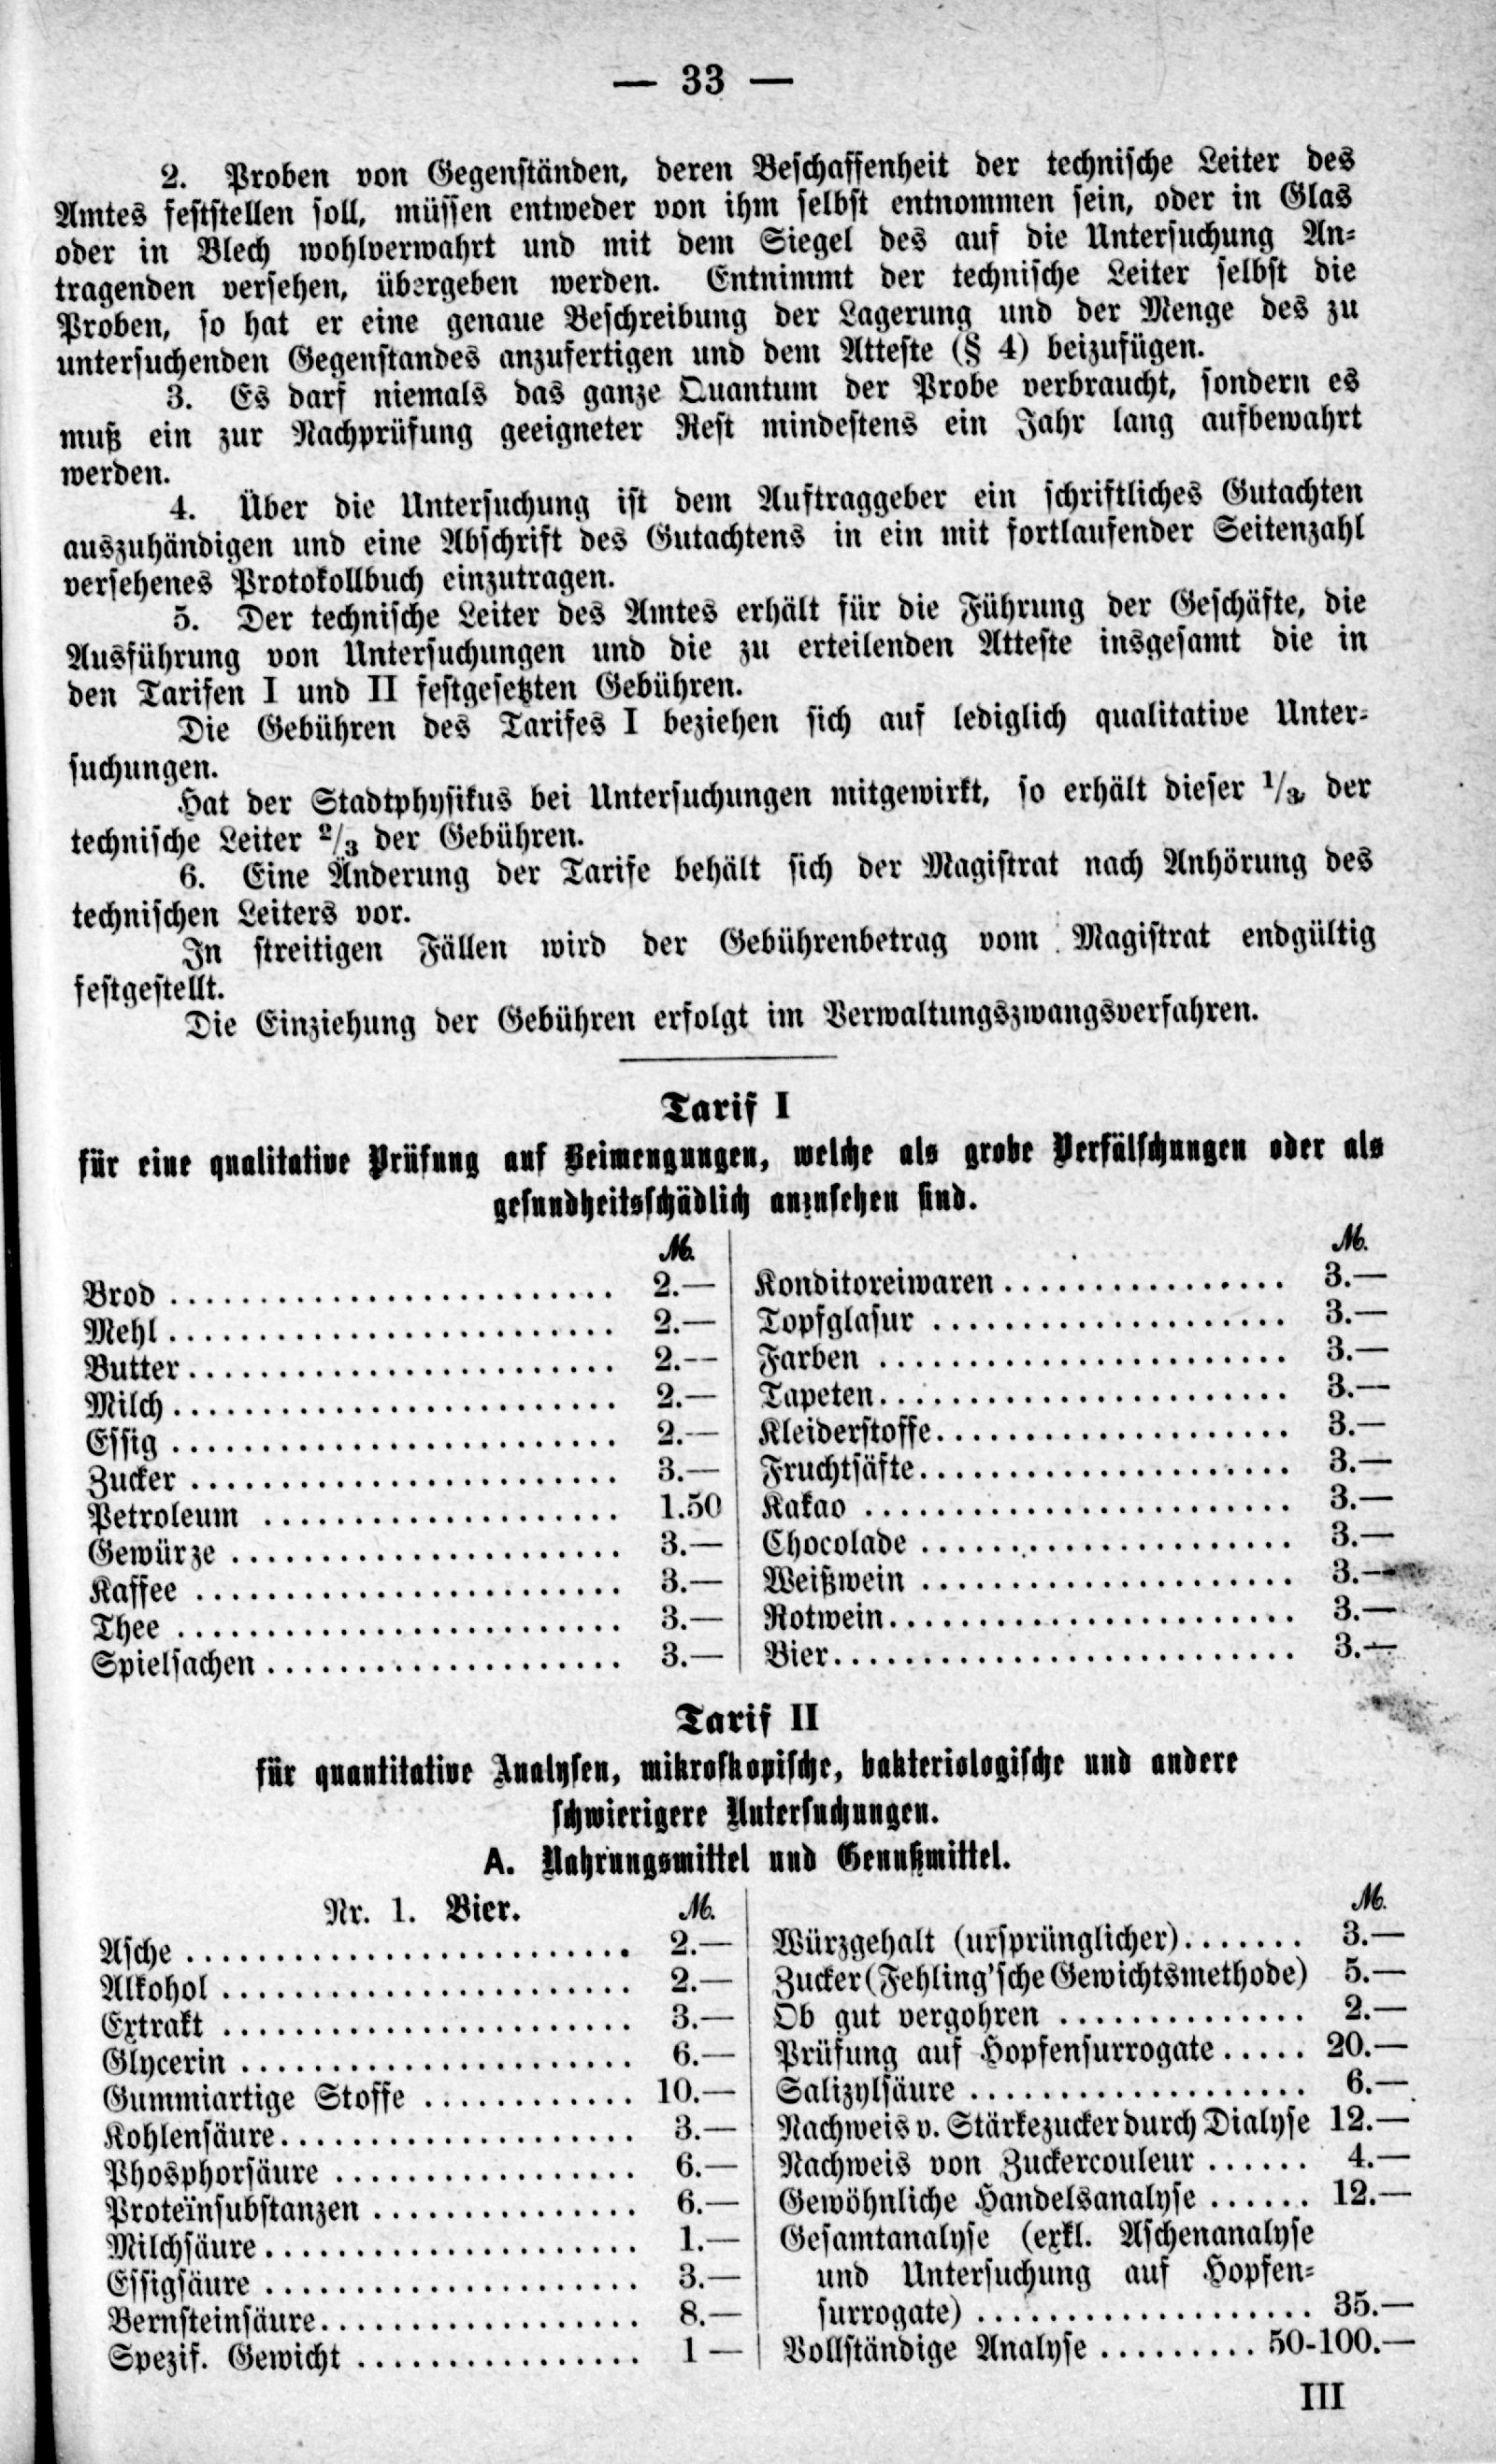 — 33 —
2. Proben von Gegenständen, deren Beschaffenheit der technische Leiter des
Amtes feststellen soll, müssen entweder von ihm selbst entnommen sein, oder in Glas
oder in Blech wohlverwahrt und mit dem Siegel des auf die Untersuchung An-
tragenden versehen, übergeben werden. Entnimmt der technische Leiter selbst die
Proben, so hat er eine genaue Beschreibung der Lagerung und der Menge des zu
untersuchenden Gegenstandes anzufertigen und dem Atteste (§ 4) beizufügen.
3. Es darf niemals das ganze Quantum der Probe verbraucht, sondern es
muß ein zur Nachprüfung geeigneter Rest mindestens ein Jahr lang aufbewahrt
werden.
4. Über die Untersuchung ist dem Auftraggeber ein schriftliches Gutachten
auszuhändigen und eine Abschrift des Gutachtens in ein mit fortlaufender Seitenzahl
versehenes Protokollbuch einzutragen.
5. Der technische Leiter des Amtes erhält für die Führung der Geschäfte, die
Ausführung von Untersuchungen und die zu erteilenden Atteste insgesamt die in
den Tarifen I und II festgesetzten Gebühren.
Die Gebühren des Tarifes I beziehen sich auf lediglich qualitative Unter-
suchungen.
Hat der Stadtphysikus bei Untersuchungen mitgewirkt, so erhält dieser 1/3, der
technische Leiter 2/3 der Gebühren.
6. Eine Änderung der Tarife behält sich der Magistrat nach Anhörung des
technischen Leiters vor.
In streitigen Fällen wird der Gebührenbetrag vom Magistrat endgültig
festgestellt.
Die Einziehung der Gebühren erfolgt im Verwaltungszwangsverfahren.
Tarif I
für eine qualitative Prüfung auf Beimengungen, welche als grobe Verfälschungen oder als
gesundheitsschädlich anzusehen sind.
M.
Brod . . . . . . . . . . 2.—
Mehl . . . . . . . . . . 2.—
Butter . . . . . . . . . . 2.—
Milch . . . . . . . . . . 2.—
Essig . . . . . . . . . . 2.—
Zucker . . . . . . . . . . 3.—
Petroleum . . . . . . . . . . 1.50
Gewürze . . . . . . . . . . 3.—
Kaffee . . . . . . . . . . 3.—
Thee . . . . . . . . . . 3.—
Spielsachen . . . . . . . . . . 3.—
M.
Konditoreiwaren . . . . . . . . . . 3.—
Topfglasur . . . . . . . . . . 3.—
Farben . . . . . . . . . . 3.—
Tapeten . . . . . . . . . . 3.—
Kleiderstoffe . . . . . . . . . . 3.—
Fruchtsäfte . . . . . . . . . . 3.—
Kakao . . . . . . . . . . 3.—
Chocolade . . . . . . . . . . 3.—
Weißwein . . . . . . . . . . 3.—
Rotwein . . . . . . . . . . 3.—
Bier . . . . . . . . . . 3.—
Tarif II
für quantitative Analysen, mikroskopische, bakteriologische und andere
schwierigere Untersuchungen.
A. Nahrungsmittel und Genußmittel.
Nr. 1. Bier. M.
Asche . . . . . . . . . . 2.—
Alkohol . . . . . . . . . . 2.—
Extrakt . . . . . . . . . . 3.—
Glycerin . . . . . . . . . . 6.—
Gummiartige Stoffe . . . . . . . . . . 10.—
Kohlensäure . . . . . . . . . . 3.—
Phosphorsäure . . . . . . . . . . 6.—
Proteïnsubstanzen . . . . . . . . . . 6.—
Milchsäure . . . . . . . . . . 1.—
Essigsäure . . . . . . . . . . 3.—
Bernsteinsäure . . . . . . . . . . 8.—
Spezif. Gewicht . . . . . . . . . . 1 —
M.
Würzgehalt (ursprünglicher) . . . . . . . 3.—
Zucker (Fehling'sche Gewichtsmethode) 5.—
Ob gut vergohren . . . . . . . . . . 2.—
Prüfung auf Hopfensurrogate . . . . . 20.—
Salizylsäure . . . . . . . . . . 6.—
Nachweis v. Stärkezucker durch Dialyse 12.—
Nachweis von Zuckercouleur . . . . . . 4.—
Gewöhnliche Handelsanalyse . . . . . . 12.—
Gesamtanalyse (exkl. Aschenanalyse
und Untersuchung auf Hopfen-
surrogate) . . . . . . . . . . 35.—
Vollständige Analyse . . . . . . . . . 50-100.—
III